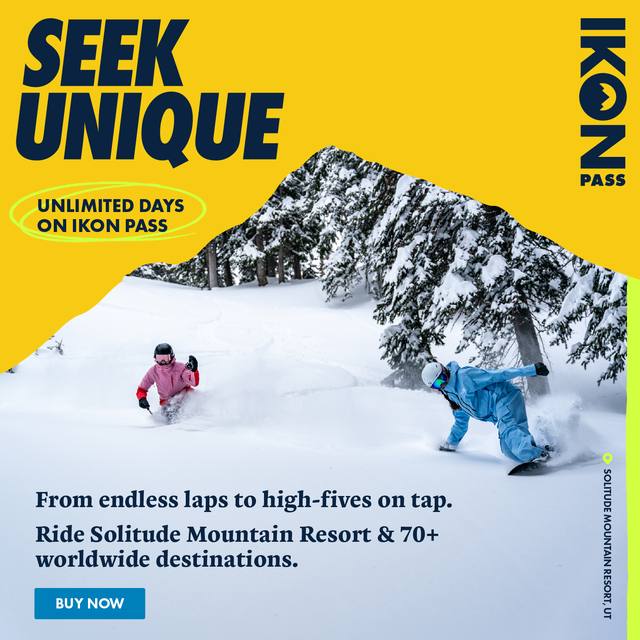 SEEK
UNIQUE
IKON
PASS
UNLIMITED DAYS
ON IKON PASS
From endless laps to high-fives on tap.
Ride Solitude Mountain Resort & 70+
worldwide destinations.
BUY NOW
SOLITUDE MOUNTAIN RESORT, UT